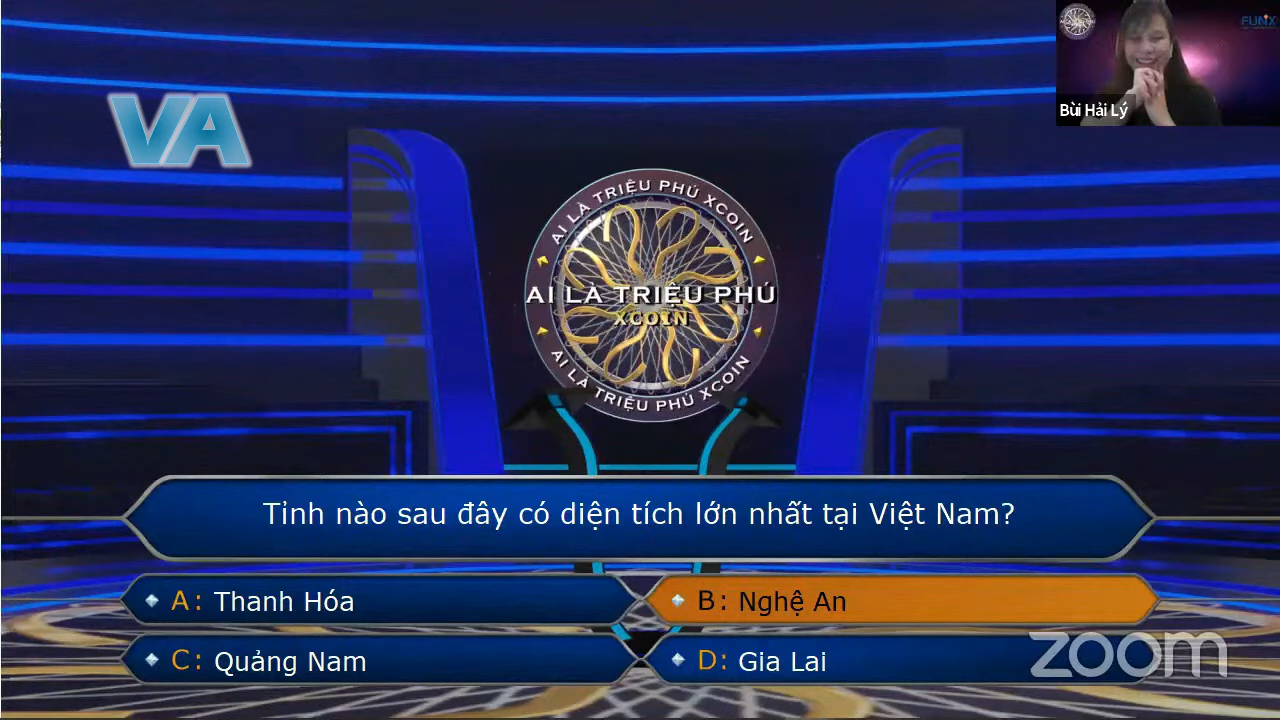 VA
FUNIX
Bùi Hải Lý
AI LÀ TRIỆU PHÚ XCOIN
AI LÀ TRIỆU PHÚ
XCOIN
AI LÀ TRIỆU PHÚ XCOIN
Tỉnh nào sau đây có diện tích lớn nhất tại Việt Nam?
A: Thanh Hóa
B: Nghệ An
C: Quảng Nam
D: Gia Lai
zoom